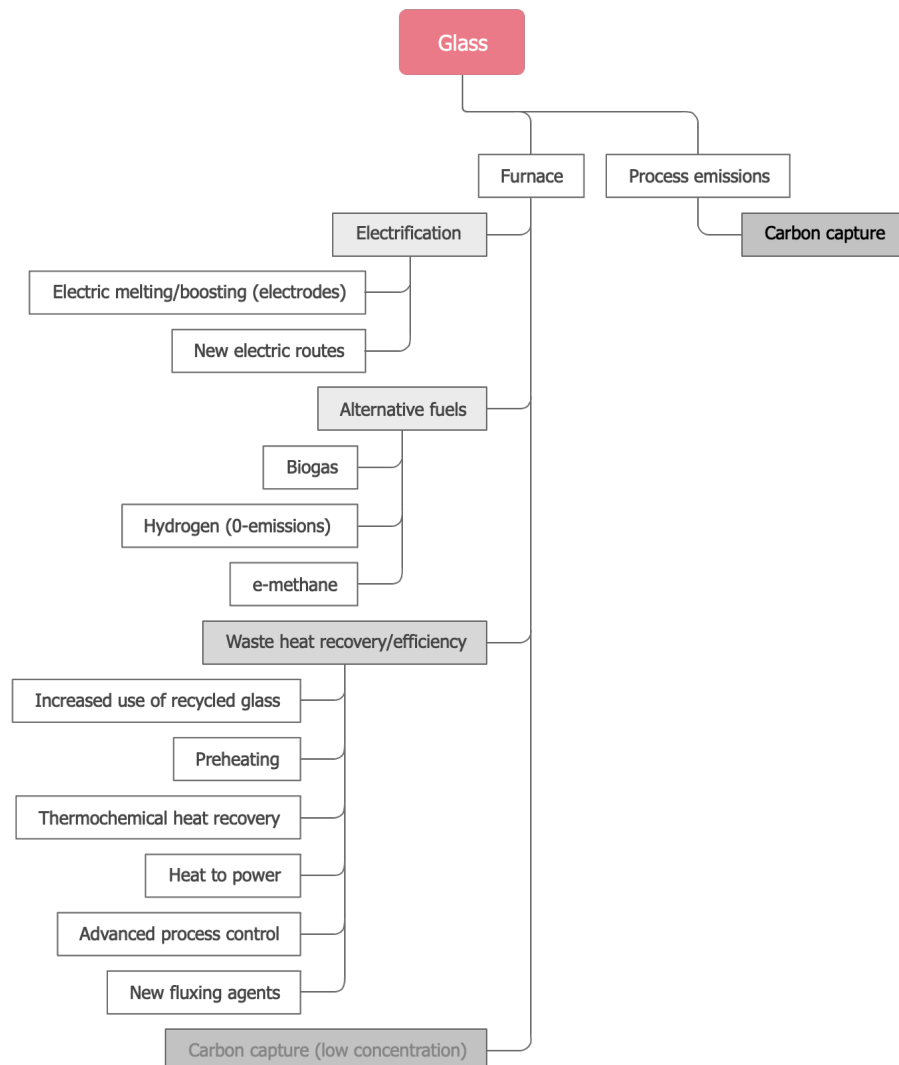 Glass
Furnace
Process emissions
Electrification
Carbon capture
Electric melting/boosting (electrodes)
New electric routes
Alternative fuels
Biogas
Hydrogen (0-emissions)
e-methane
Waste heat recovery/efficiency
Increased use of recycled glass
Preheating
Thermochemical heat recovery
Heat to power
Advanced process control
New fluxing agents
Carbon capture (low concentration)